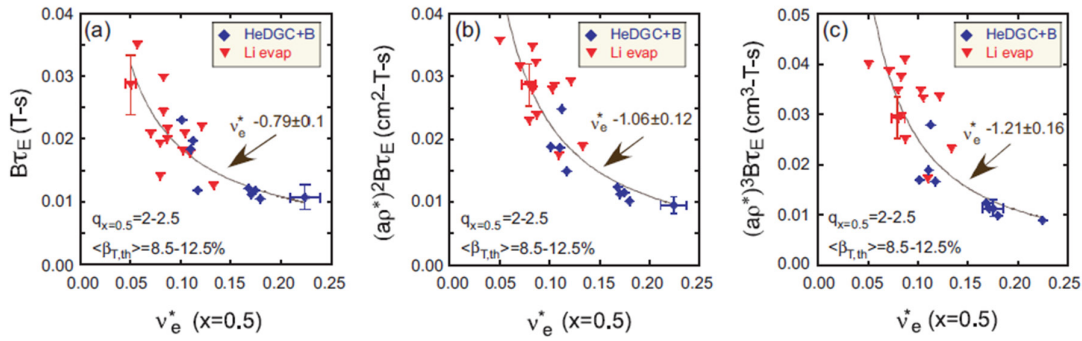 (a)
HeDGC+B
Li evap
BτE (T-s)
0.04
0.03
0.02
0.01
0.00
νe* -0.79±0.1
qx=0.5=2-2.5
<βT,th>=8.5-12.5%
0.00 0.05 0.10 0.15 0.20 0.25
νe* (x=0.5)
(b)
HeDGC+B
Li evap
(aρ*)2BτE (cm2-T-s)
0.04
0.03
0.02
0.01
0.00
νe* -1.06±0.12
qx=0.5=2-2.5
<βT,th>=8.5-12.5%
0.00 0.05 0.10 0.15 0.20 0.25
νe* (x=0.5)
(c)
HeDGC+B
Li evap
(aρ*)3BτE (cm3-T-s)
0.05
0.04
0.03
0.02
0.01
0.00
νe* -1.21±0.16
qx=0.5=2-2.5
<βT,th>=8.5-12.5%
0.00 0.05 0.10 0.15 0.20 0.25
νe* (x=0.5)